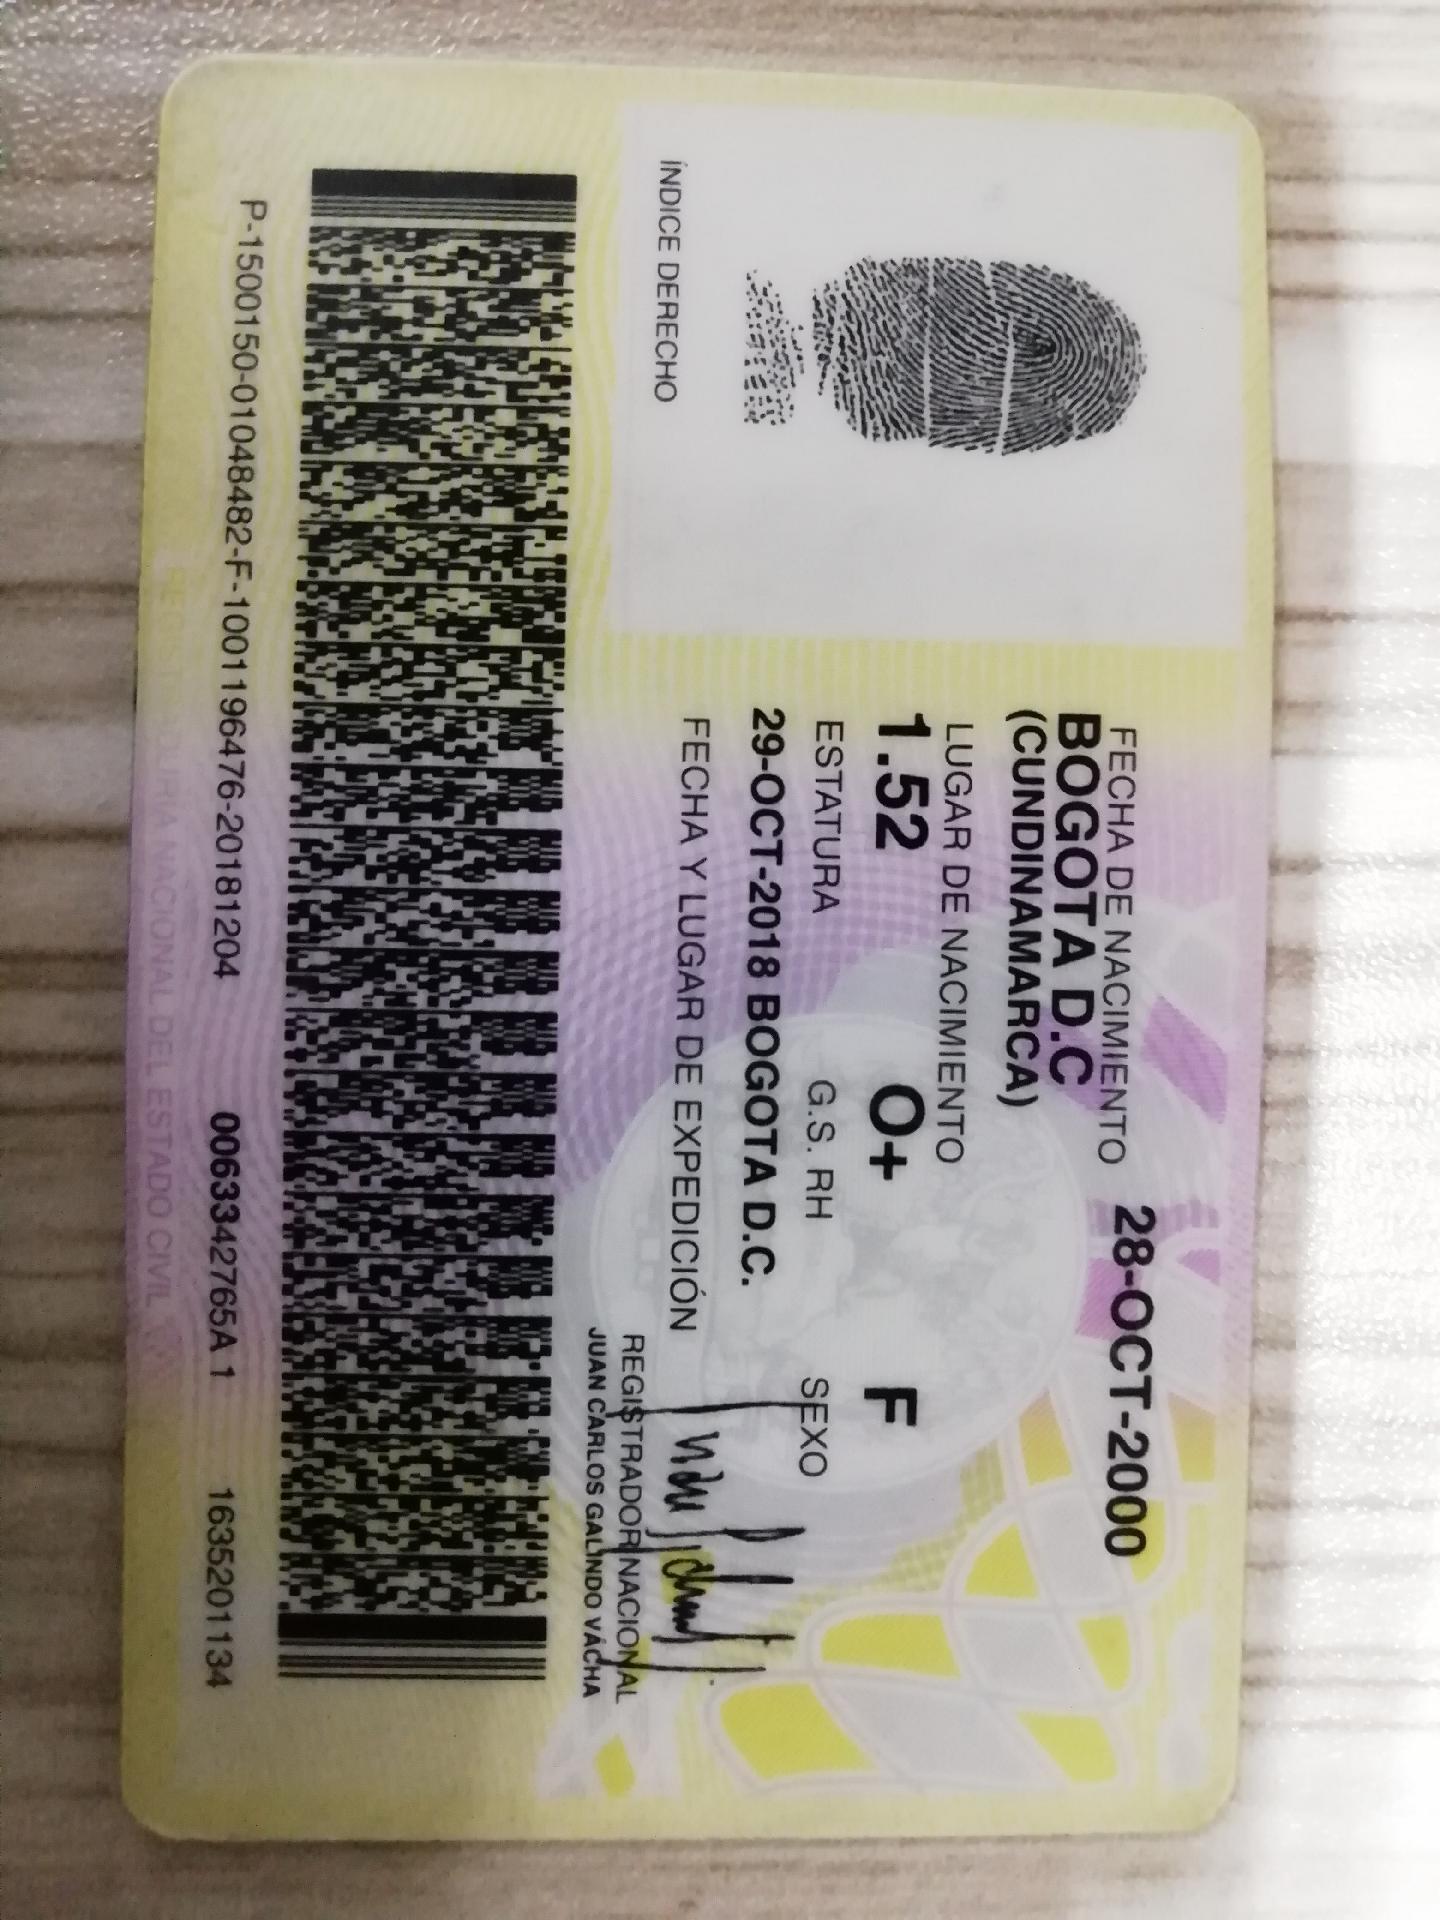 FECHA DE NACIMIENTO 28-OCT-2000
BOGOTA D.C
(CUNDINAMARCA)
LUGAR DE NACIMIENTO
1.52 O+ F
ESTATURA G.S. RH SEXO
29-OCT-2018 BOGOTA D.C.
FECHA Y LUGAR DE EXPEDICIÓN
ÍNDICE DERECHO
REGISTRADOR NACIONAL
JUAN CARLOS GALINDO VÁCHA
P-1500150-01048482-F-1001196476-20181204 0063342765A 1 1635201134
REGISTRADURIA NACIONAL DEL ESTADO CIVIL